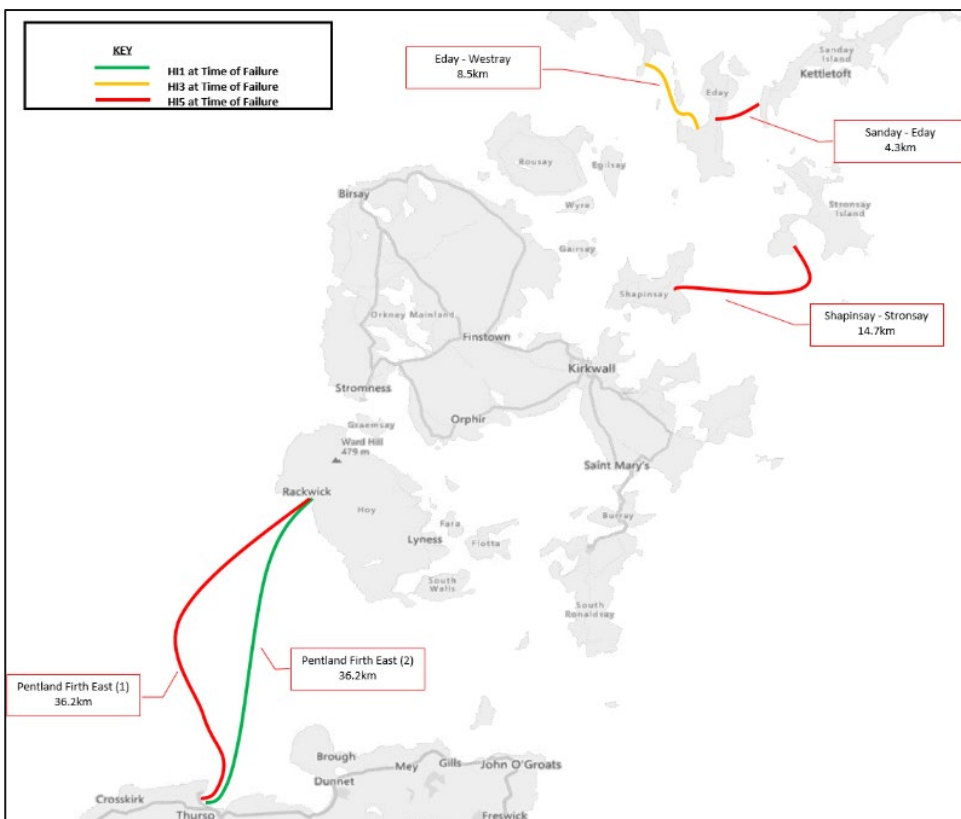 KEY
HI1 at Time of Failure
HI3 at Time of Failure
HI5 at Time of Failure
Eday - Westray
8.5km
Sanday
Island
Kettletoft
Eday
Sanday - Eday
4.3km
Rousay
Egilsay
Birsay
Wyre
Stronsay
Island
Gairsay
Shapinsay
Shapinsay - Stronsay
14.7km
Orkney Mainland
Finstown
Kirkwall
Stromness
Orphir
Graemsay
Ward Hill
479 m
Saint Mary's
Rackwick
Hoy
Burray
Fara
Lyness
Flotta
South
Walls
South
Ronaldsay
Pentland Firth East (2)
36.2km
Pentland Firth East (1)
36.2km
Brough
Dunnet
Mey
Gills
John O'Groats
Crosskirk
Thurso
Freswick